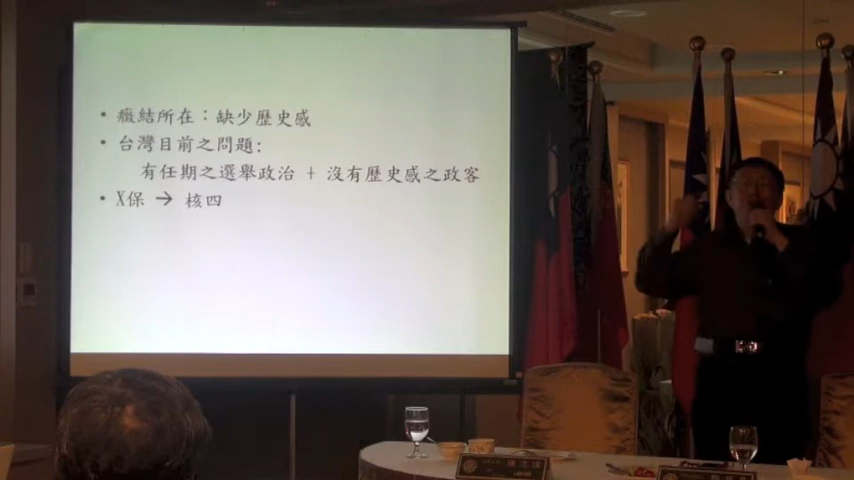 • 癥結所在：缺少歷史感
• 台灣目前之問題:
有任期之選舉政治 + 沒有歷史感之政客
• X保 → 核四